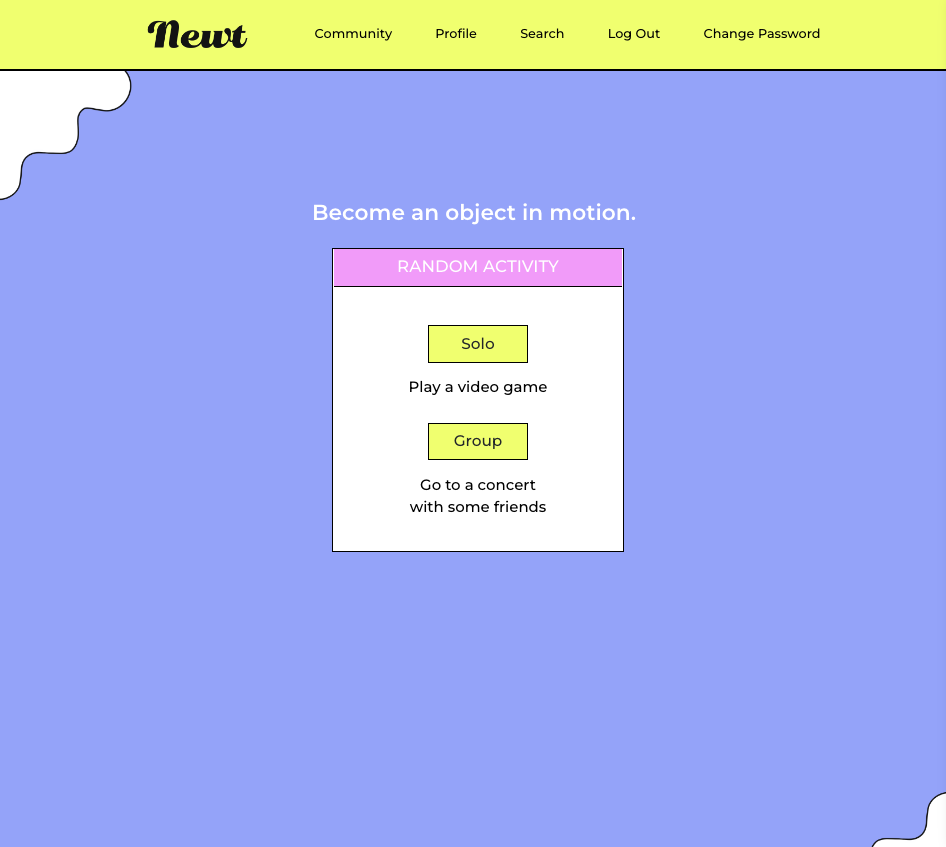 Newt
Community Profile Search Log Out Change Password
Become an object in motion.
RANDOM ACTIVITY
Solo
Play a video game
Group
Go to a concert
with some friends